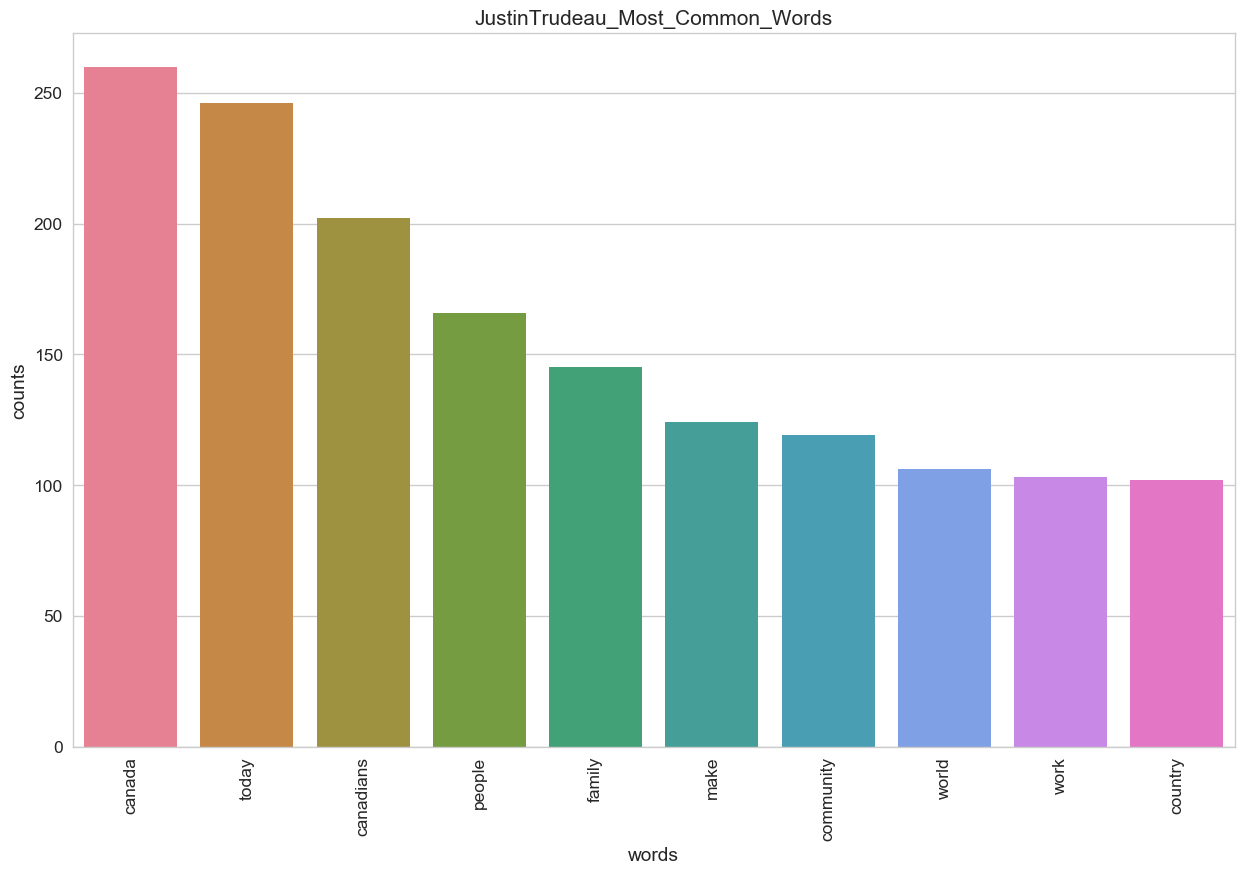 JustinTrudeau_Most_Common_Words
counts
250
200
150
100
50
0
canada
today
canadians
people
family
make
community
world
work
country
words